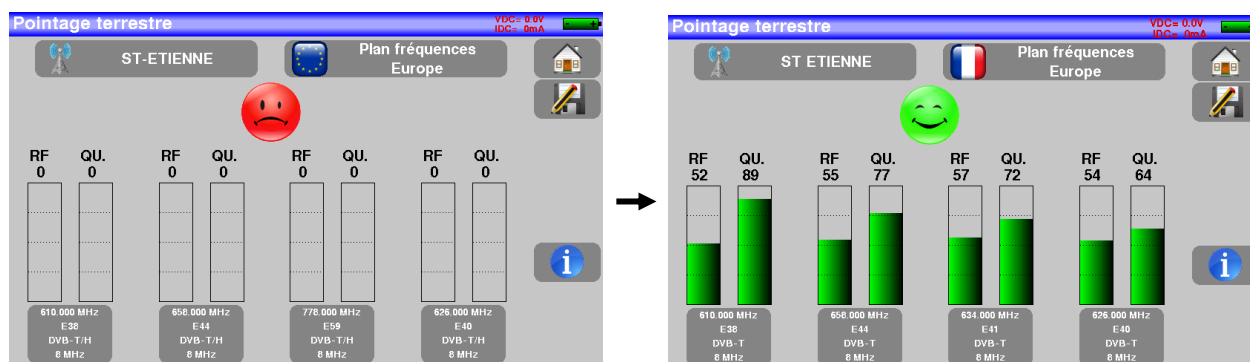 Pointage terrestre
VDC= 0.0V
IDC= 0mA
ST-ETIENNE
Plan fréquences
Europe
RF QU. RF QU. RF QU. RF QU.
0 0 0 0 0 0 0 0
610.000 MHz 658.000 MHz 778.000 MHz 626.000 MHz
E38 E44 E59 E40
DVB-T/H DVB-T/H DVB-T/H DVB-T/H
8 MHz 8 MHz 8 MHz 8 MHz
Pointage terrestre
VDC= 0.0V
IDC= 0mA
ST ETIENNE
Plan fréquences
Europe
RF QU. RF QU. RF QU. RF QU.
52 89 55 77 57 72 54 64
610.000 MHz 658.000 MHz 634.000 MHz 626.000 MHz
E38 E44 E41 E40
DVB-T DVB-T DVB-T DVB-T
8 MHz 8 MHz 8 MHz 8 MHz